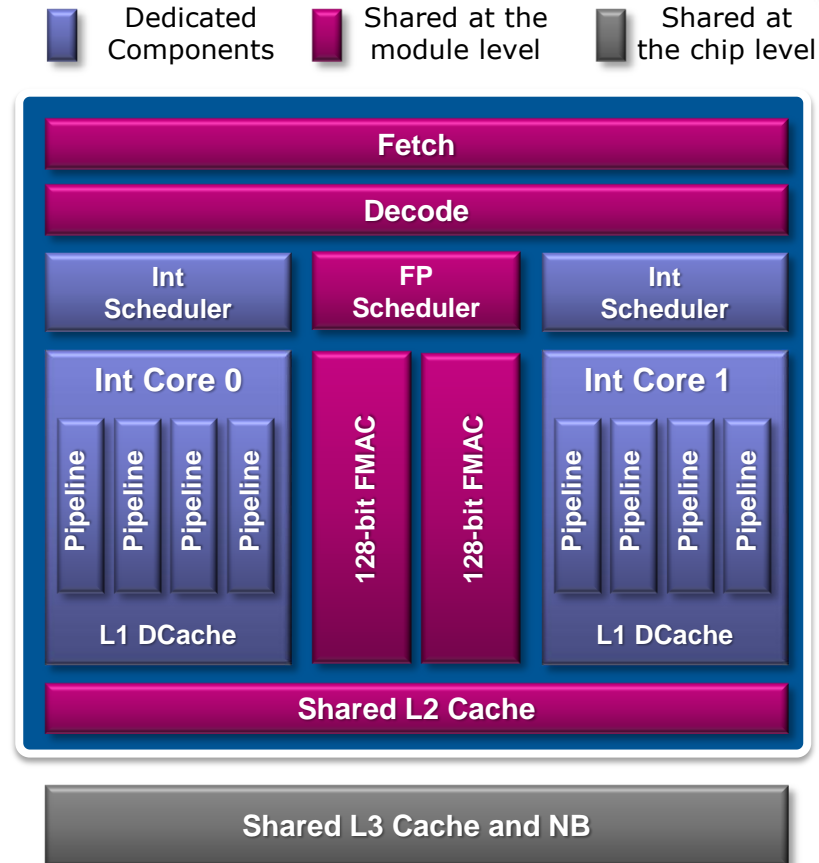 Dedicated
Components
Shared at the
module level
Shared at
the chip level
Fetch
Decode
Int
Scheduler
FP
Scheduler
Int
Scheduler
Int Core 0
Pipeline
Pipeline
Pipeline
Pipeline
L1 DCache
128-bit FMAC
128-bit FMAC
Int Core 1
Pipeline
Pipeline
Pipeline
Pipeline
L1 DCache
Shared L2 Cache
Shared L3 Cache and NB